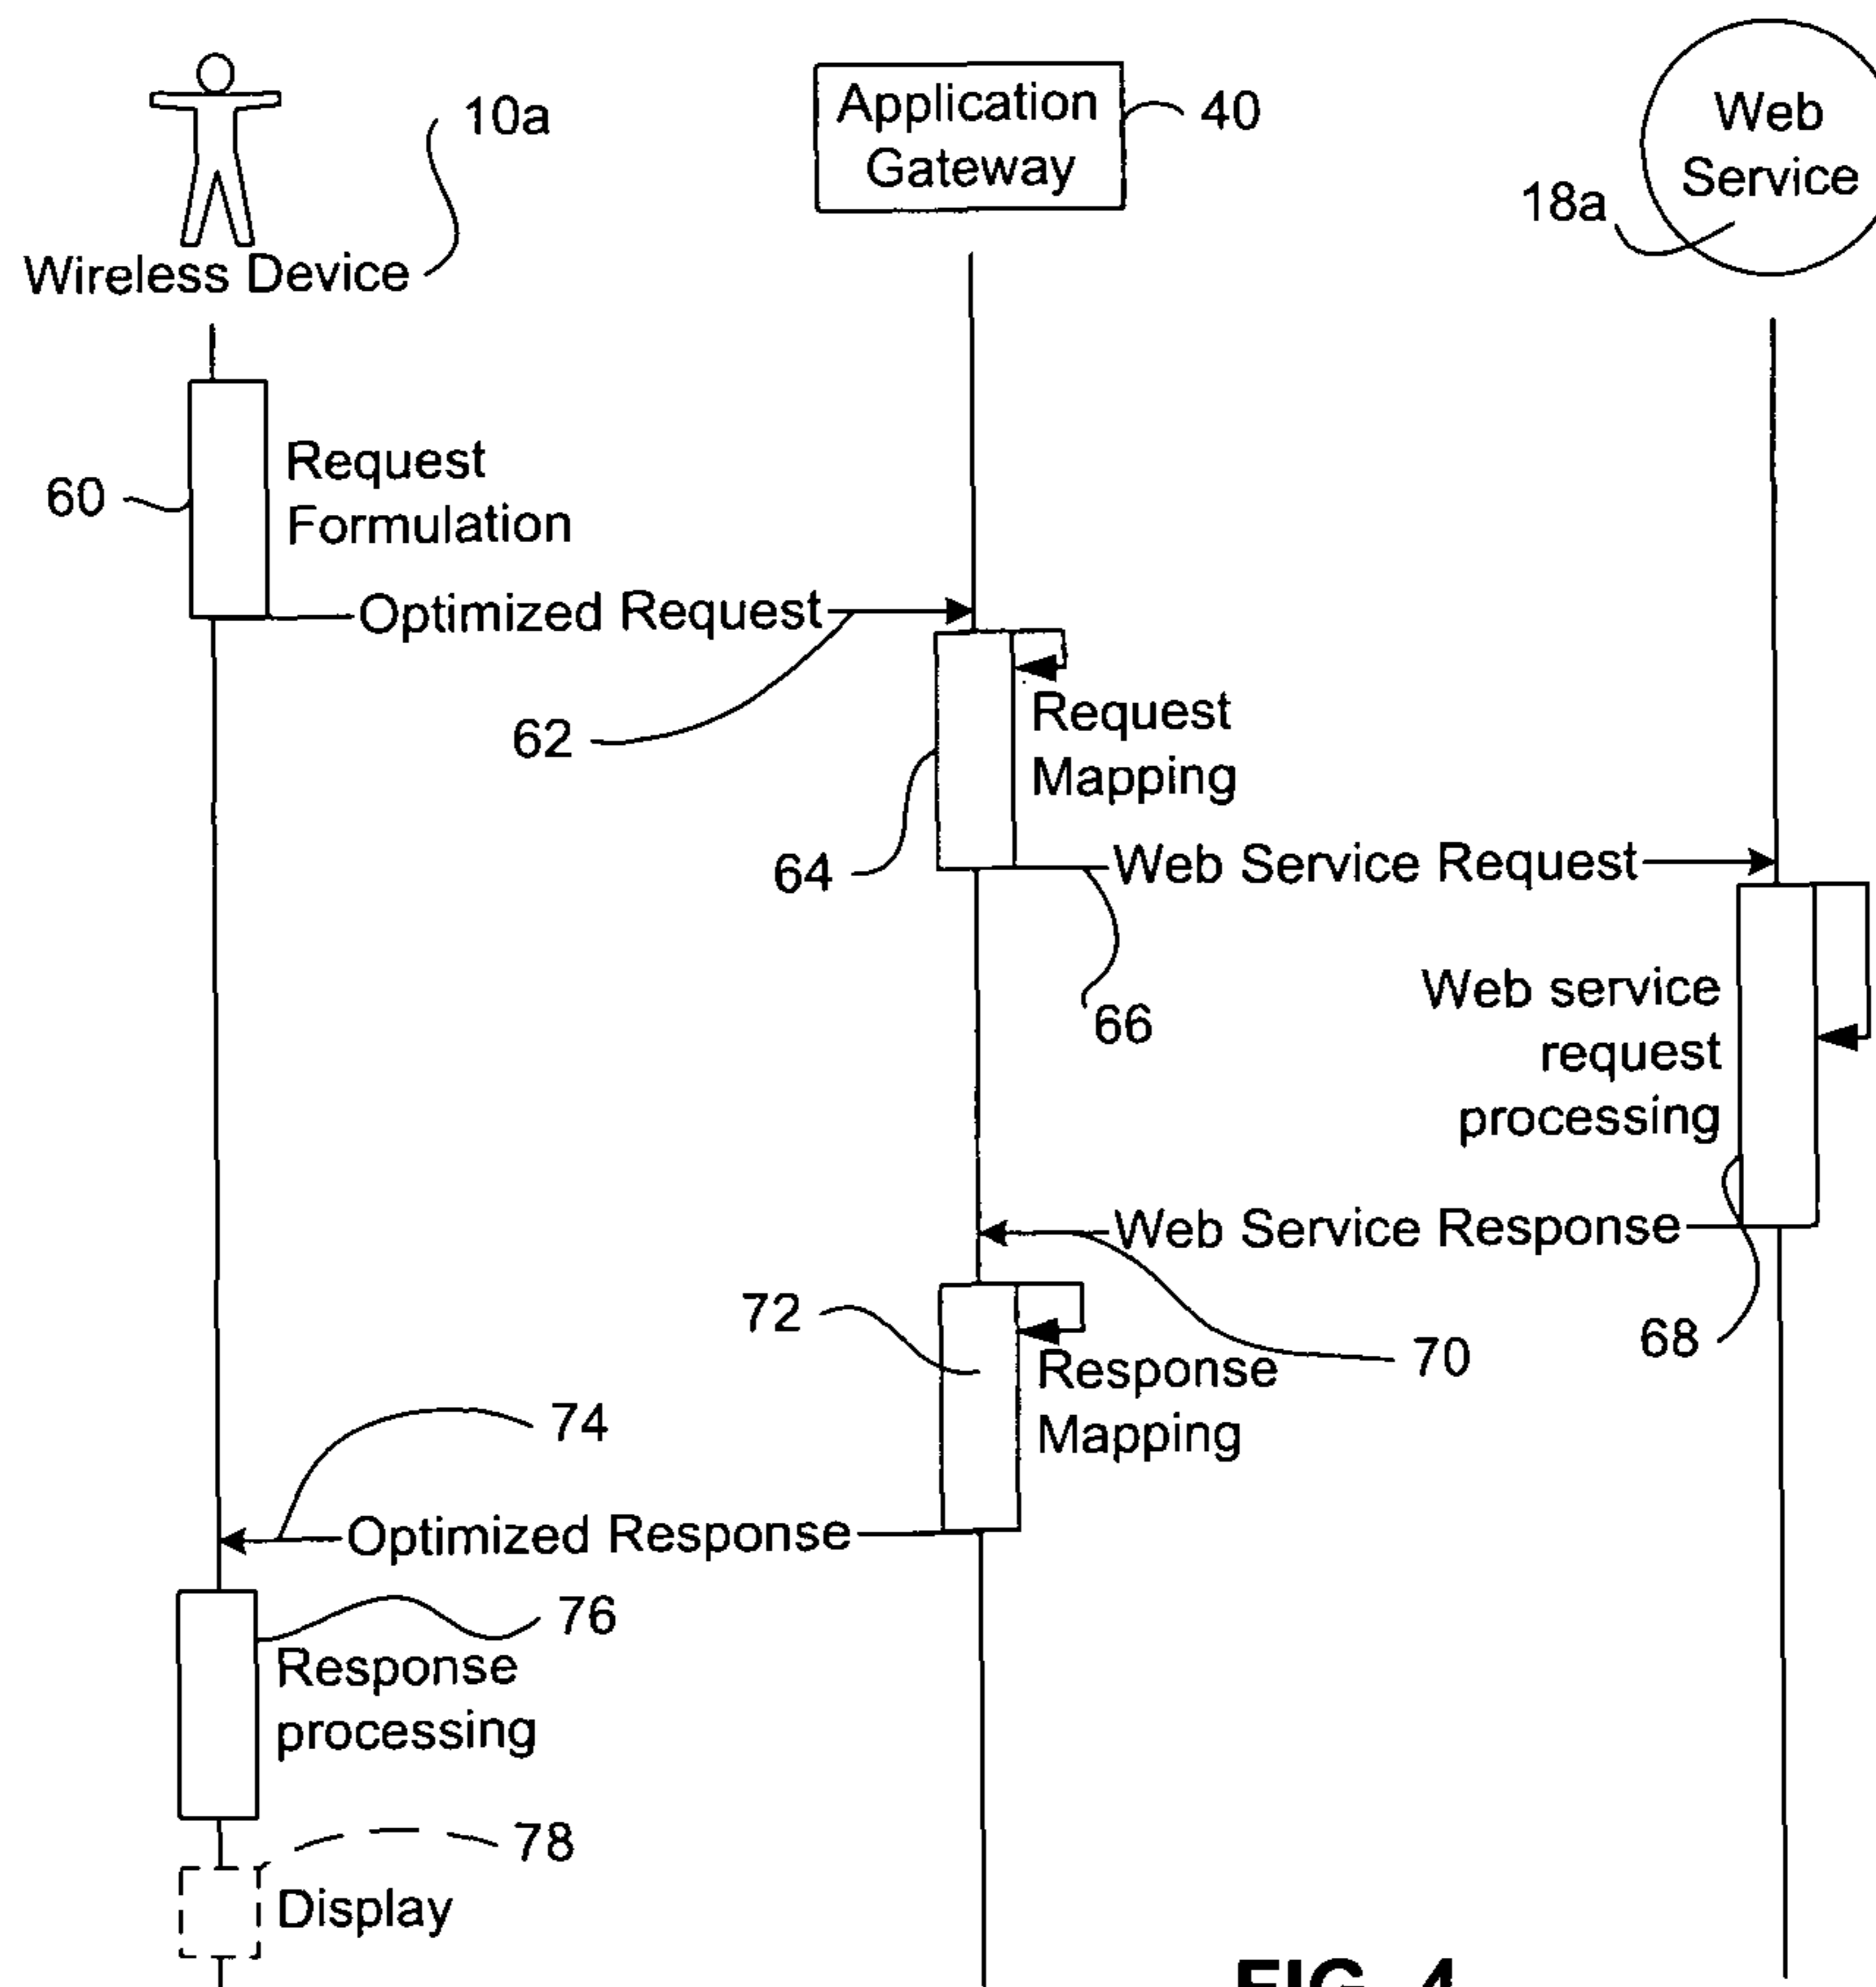 10a
Application
Gateway
40
Web
Service
18a
Wireless Device
60
Request
Formulation
Optimized Request
62
Request
Mapping
64
Web Service Request
66
Web service
request
processing
Web Service Response
68
70
72
Response
Mapping
74
Optimized Response
76
Response
processing
78
Display
FIG. 4